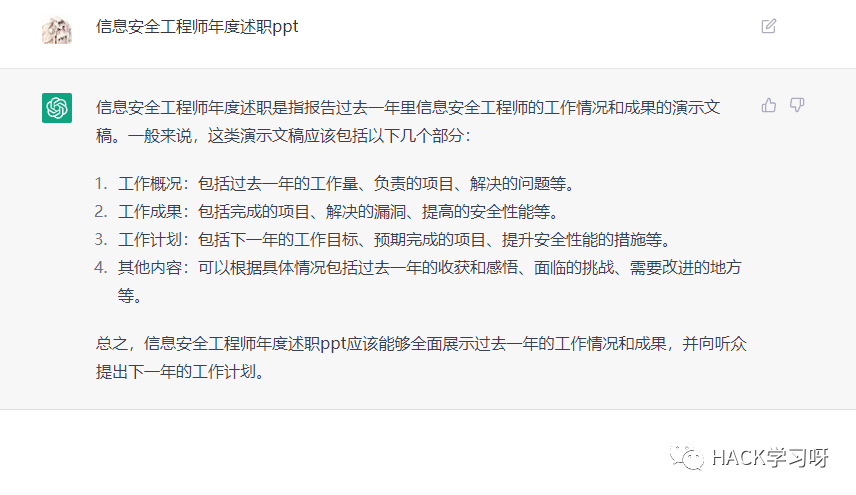 信息安全工程师年度述职ppt
信息安全工程师年度述职是指报告过去一年里信息安全工程师的工作情况和成果的演示文
稿。一般来说，这类演示文稿应该包括以下几个部分：
1. 工作概况：包括过去一年的工作量、负责的项目、解决的问题等。
2. 工作成果：包括完成的项目、解决的漏洞、提高的安全性能等。
3. 工作计划：包括下一年的工作目标、预期完成的项目、提升安全性能的措施等。
4. 其他内容：可以根据具体情况包括过去一年的收获和感悟、面临的挑战、需要改进的地方
等。
总之，信息安全工程师年度述职ppt应该能够全面展示过去一年的工作情况和成果，并向听众
提出下一年的工作计划。
HACK学习呀